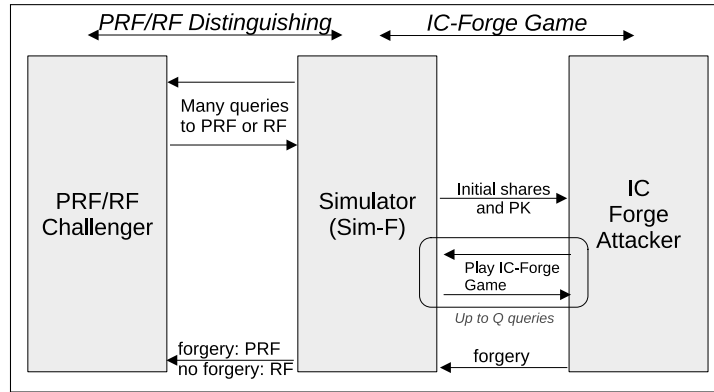 PRF/RF Distinguishing
IC-Forge Game
Many queries
to PRF or RF
PRF/RF
Challenger
Simulator
(Sim-F)
Initial shares
and PK
IC
Forge
Attacker
Play IC-Forge
Game
Up to Q queries
forgery: PRF
no forgery: RF
forgery